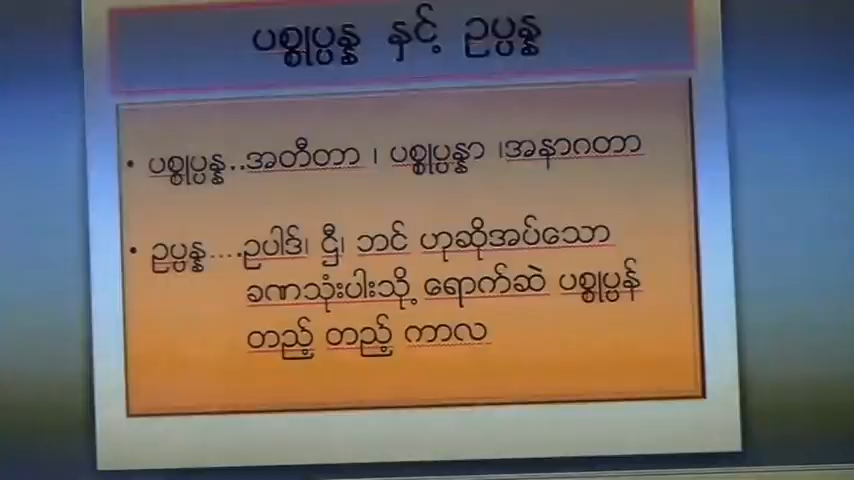 ပစ္စုပ္ပန္န နှင့် ဥပ္ပန္န
• ပစ္စုပ္ပန္န..အတီတာ ၊ ပစ္စုပ္ပန္နာ ၊အနာဂတာ
• ဥပ္ပန္န....ဥပါဒ်၊ ဋ္ဌီ၊ ဘင် ဟုဆိုအပ်သော
ခဏသုံးပါးသို့ ရောက်ဆဲ ပစ္စုပ္ပန်
တည့် တည့် ကာလ